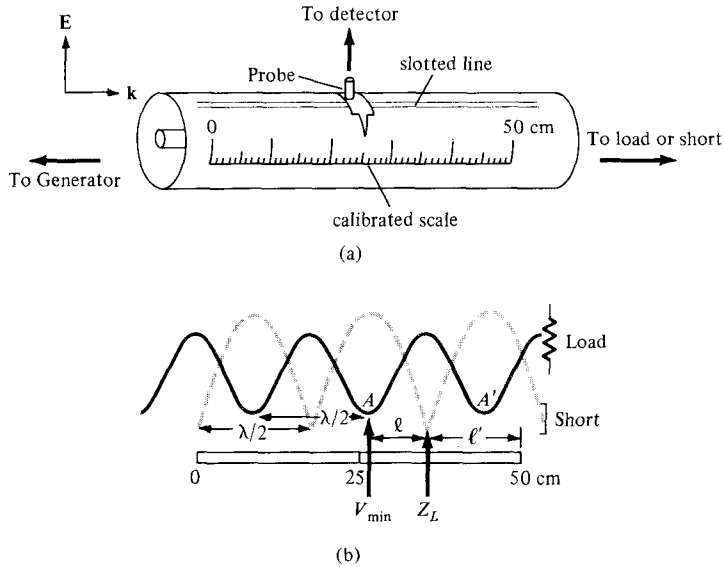 To detector
E
Probe
slotted line
k
0
50 cm
To load or short
To Generator
calibrated scale
(a)
Load
A
A′
Short
λ/2
λ/2
ℓ
ℓ′
0
25
50 cm
V_min
Z_L
(b)